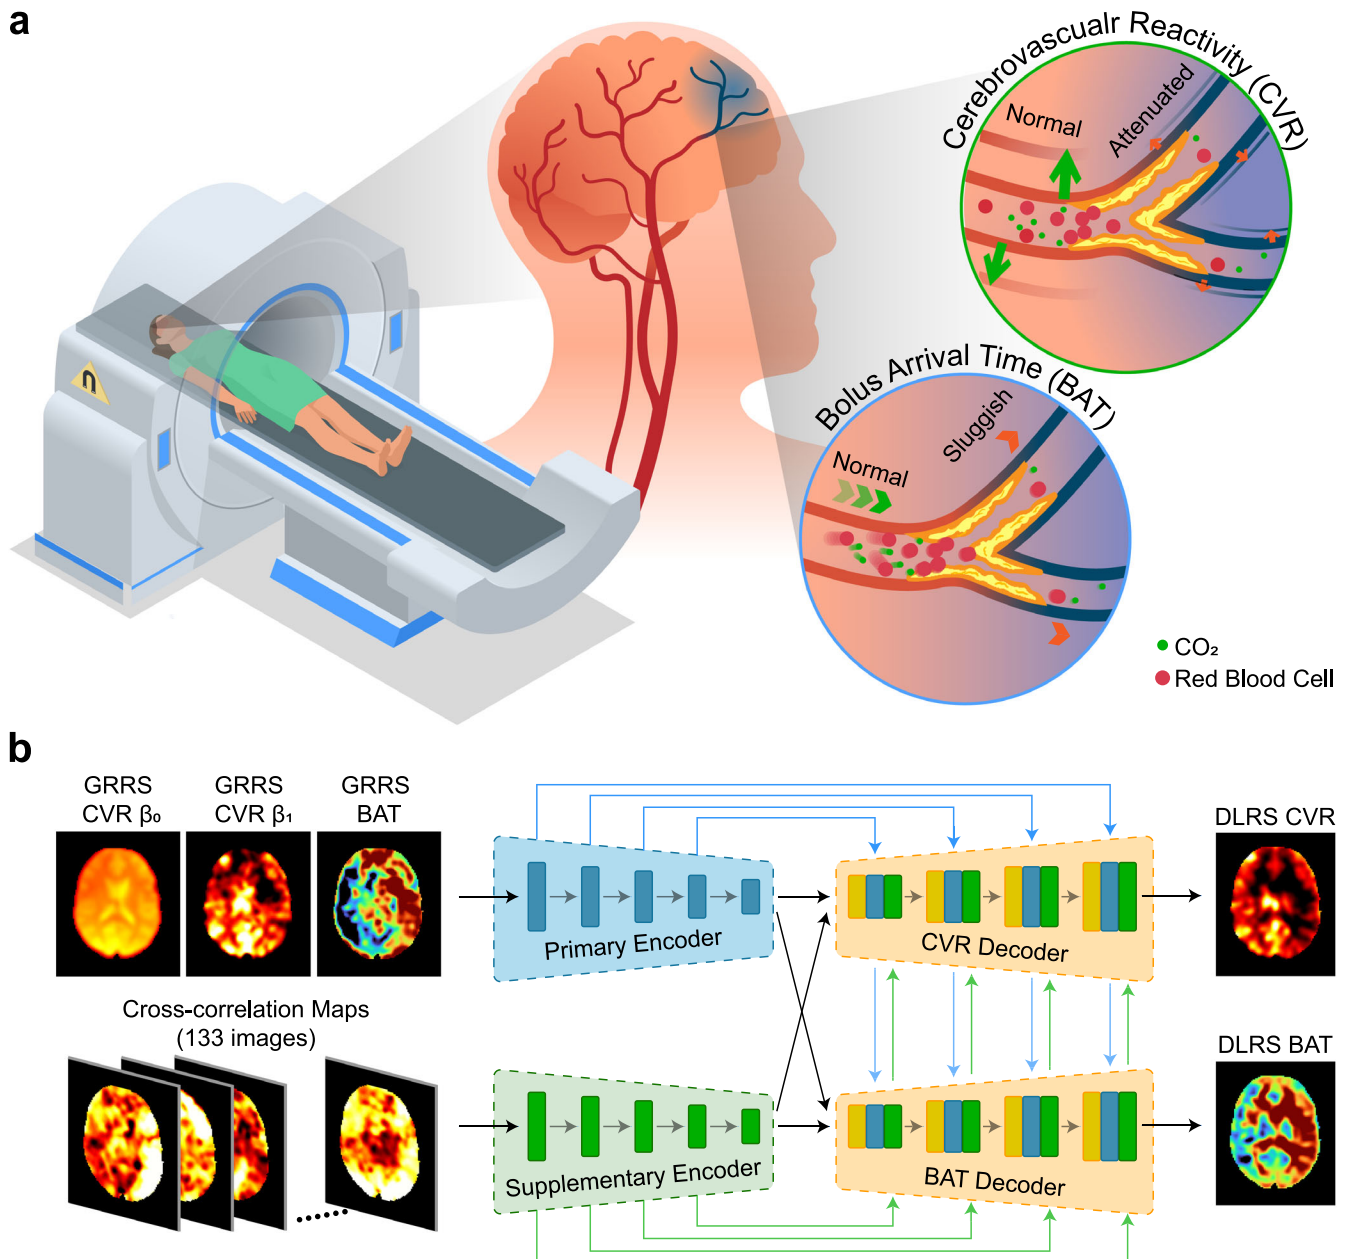 a
Cerebrovascualr Reactivity (CVR)
Normal
Attenuated
Bolus Arrival Time (BAT)
Normal
Sluggish
CO₂
Red Blood Cell
b
GRRS
CVR β₀
GRRS
CVR β₁
GRRS
BAT
Primary Encoder
CVR Decoder
DLRS CVR
Cross-correlation Maps
(133 images)
Supplementary Encoder
BAT Decoder
DLRS BAT